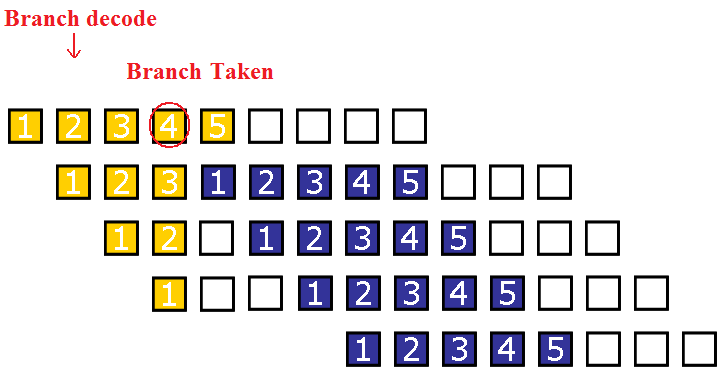 Branch decode
Branch Taken
1 2 3 4 5
1 2 3 1 2 3 4 5
1 2 1 2 3 4 5
1 1 2 3 4 5
1 2 3 4 5